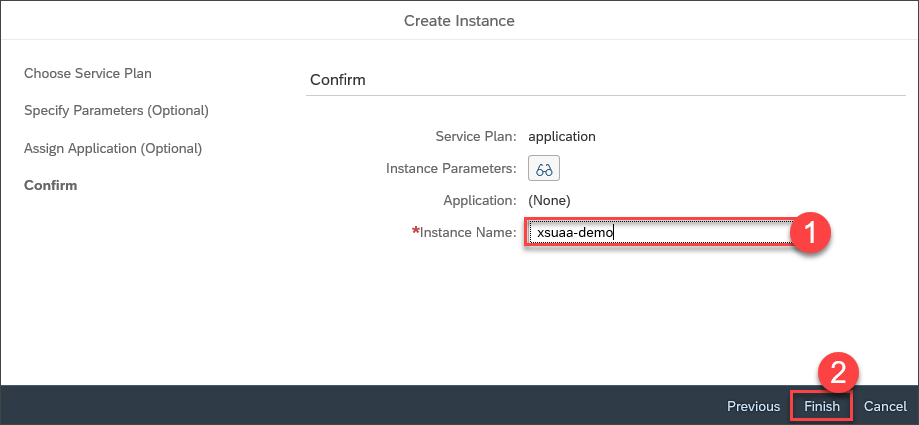 Create Instance
Choose Service Plan
Specify Parameters (Optional)
Assign Application (Optional)
Confirm
Confirm
Service Plan: application
Instance Parameters:
Application: (None)
*Instance Name: xsuaa-demo
1
2
Previous Finish Cancel